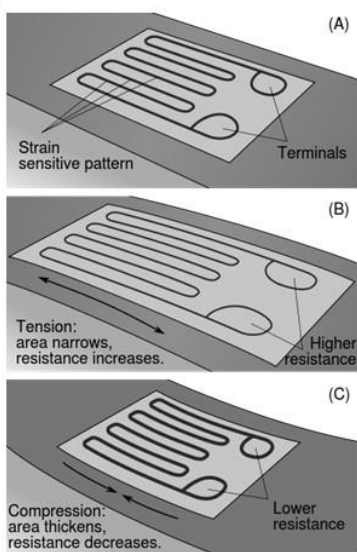 (A)
Strain
sensitive pattern
Terminals
(B)
Tension:
area narrows,
resistance increases.
Higher
resistance
(C)
Compression:
area thickens,
resistance decreases.
Lower
resistance